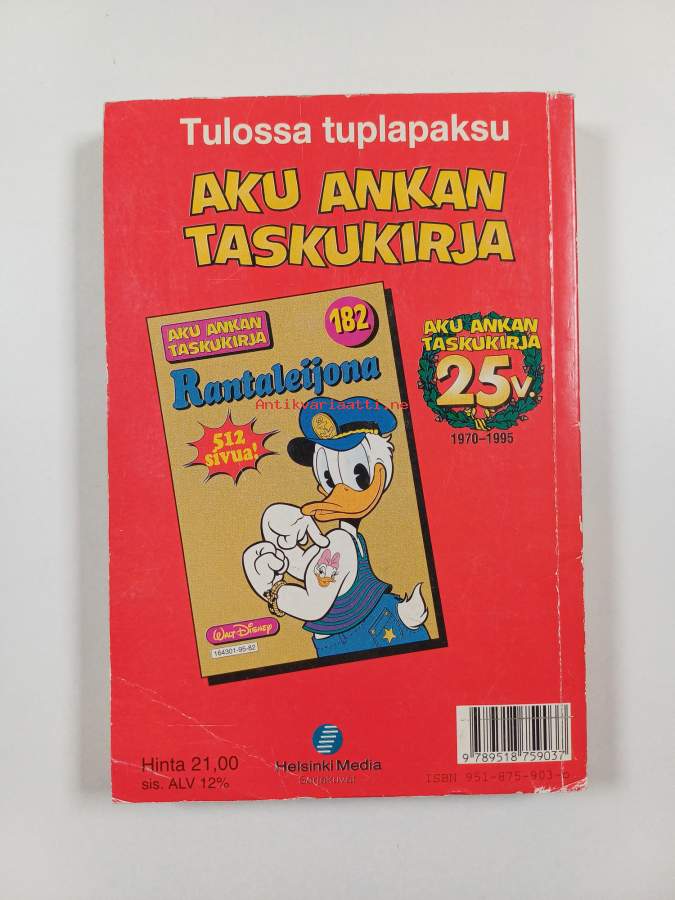 Tulossa tuplapaksu
AKU ANKAN
TASKUKIRJA
AKU ANKAN
TASKUKIRJA
182
Rantaleijona
512
sivua!
Antikvariaatti.net
WALT DISNEY
164301-95-82
AKU ANKAN
TASKUKIRJA
25v.
1970–1995
Hinta 21,00
sis. ALV 12%
Helsinki Media
Sarjakuvat
9 789518 759037
ISBN 951-875-903-6